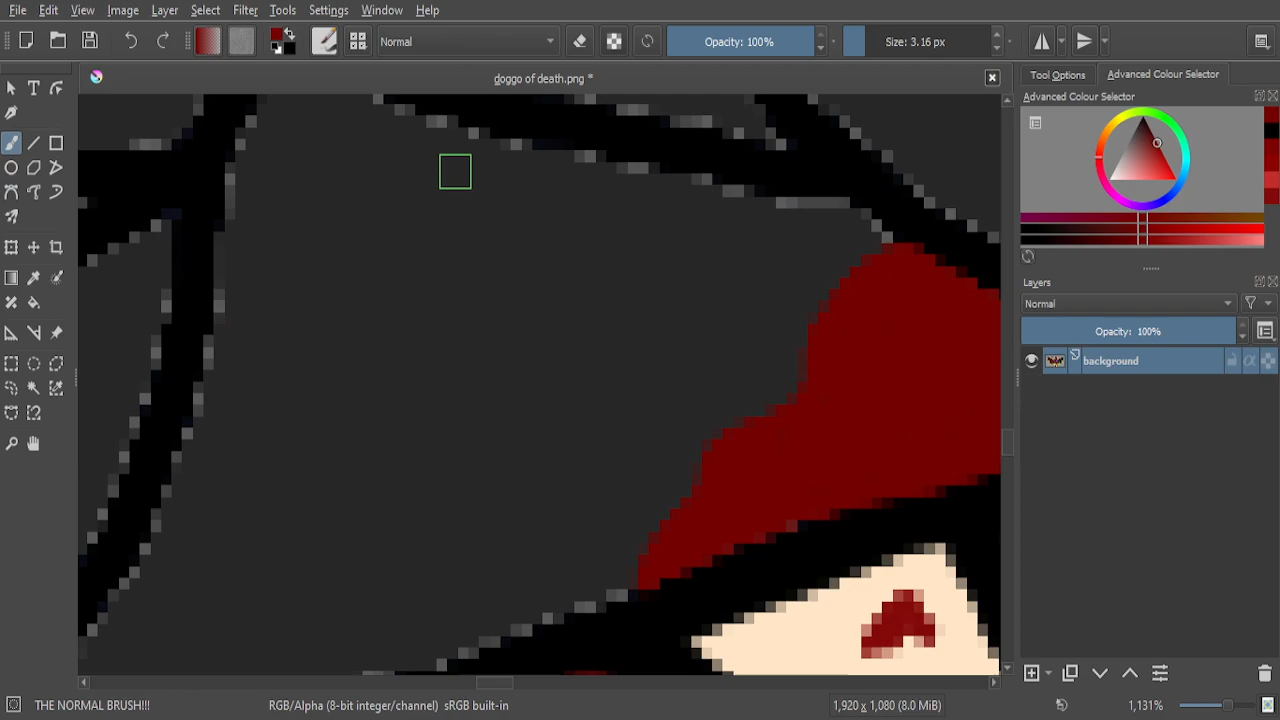 File Edit View Image Layer Select Filter Tools Settings Window Help
Normal Opacity: 100% Size: 3.16 px
doggo of death.png *
Tool Options Advanced Colour Selector
Advanced Colour Selector
Layers
Normal
Opacity: 100%
background
THE NORMAL BRUSH!!! RGB/Alpha (8-bit integer/channel) sRGB built-in 1,920 x 1,080 (8.0 MiB) 1,131%